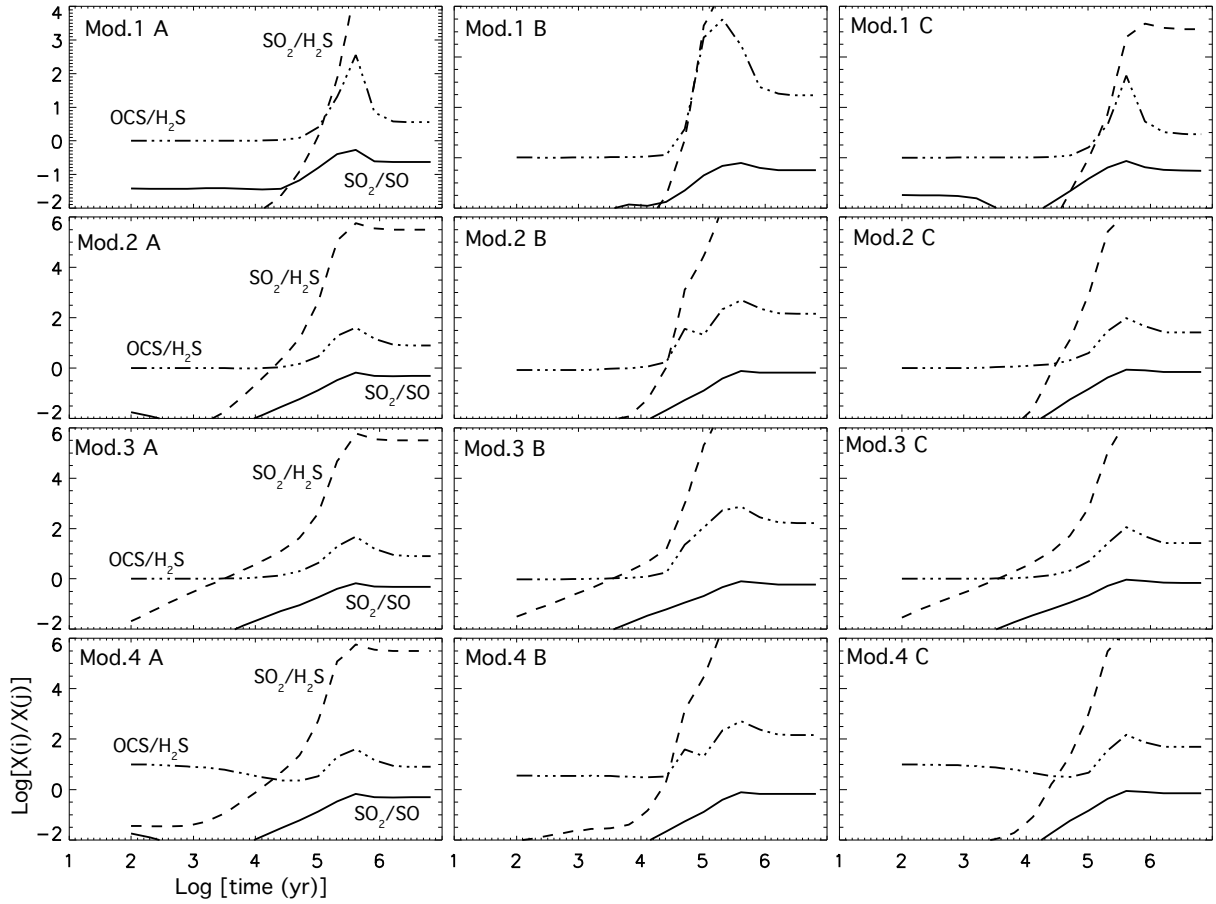 Mod.1 A
Mod.1 B
Mod.1 C
SO₂/H₂S
OCS/H₂S
SO₂/SO
4
3
2
1
0
−1
−2
Mod.2 A
Mod.2 B
Mod.2 C
SO₂/H₂S
OCS/H₂S
SO₂/SO
6
4
2
0
−2
Mod.3 A
Mod.3 B
Mod.3 C
SO₂/H₂S
OCS/H₂S
SO₂/SO
6
4
2
0
−2
Mod.4 A
Mod.4 B
Mod.4 C
SO₂/H₂S
OCS/H₂S
SO₂/SO
6
4
2
0
−2
Log[X(i)/X(j)]
1 2 3 4 5 6 1 2 3 4 5 6 1 2 3 4 5 6
Log [time (yr)]